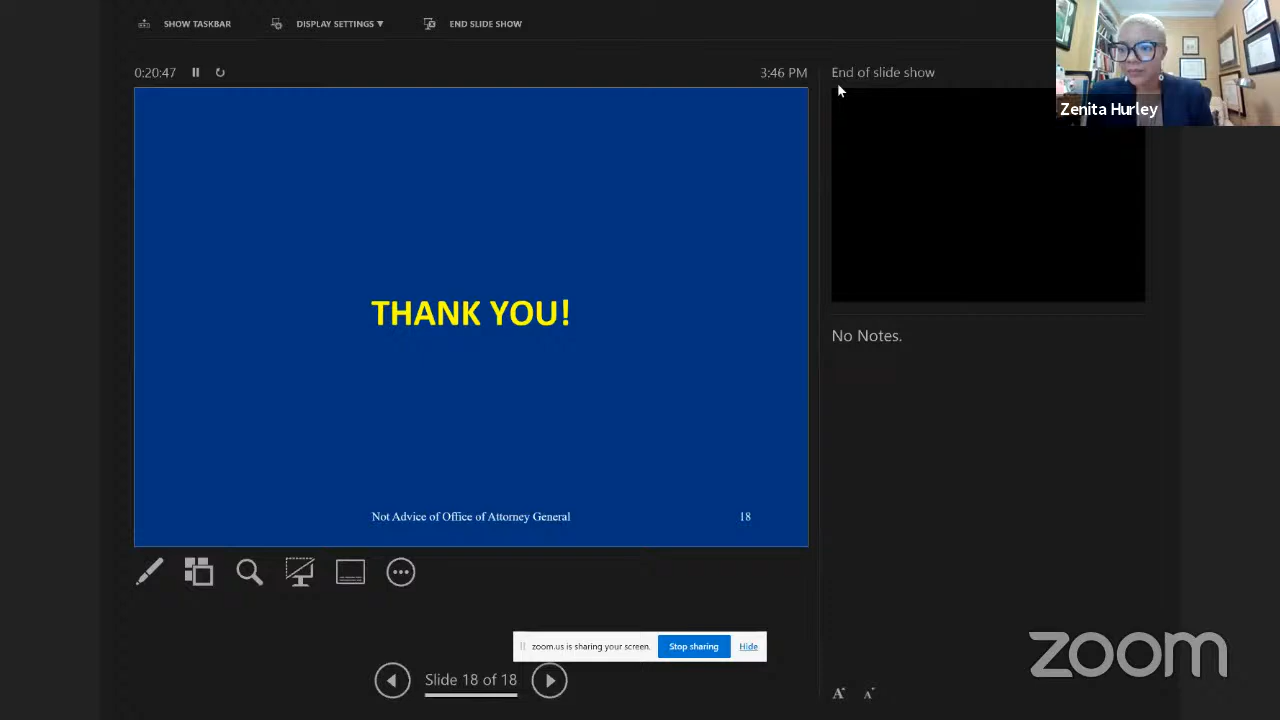 SHOW TASKBAR
DISPLAY SETTINGS ▼
END SLIDE SHOW
0:20:47
3:46 PM
End of slide show
Zenita Hurley
THANK YOU!
No Notes.
Not Advice of Office of Attorney General
18
zoom.us is sharing your screen.
Stop sharing
Hide
Slide 18 of 18
zoom
A
A